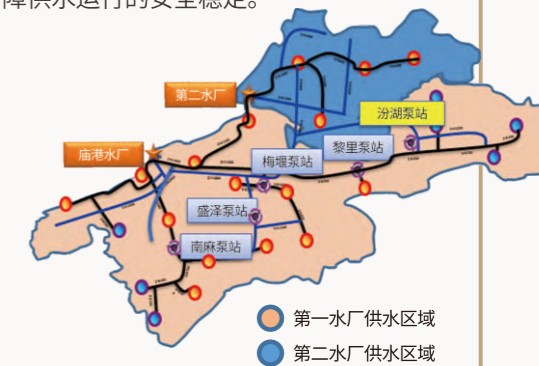 障供水运行的安全稳定。
第二水厂
汾湖泵站
庙港水厂
梅堰泵站
黎里泵站
盛泽泵站
南麻泵站
第一水厂供水区域
第二水厂供水区域